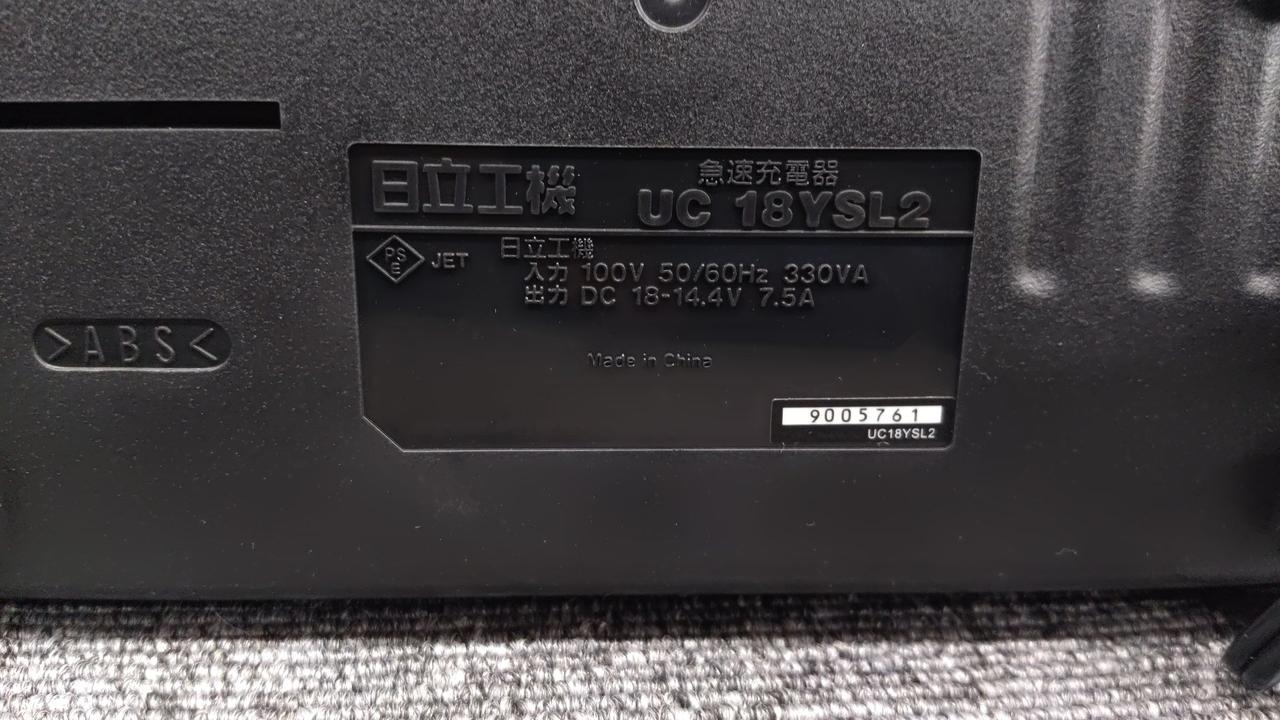 日立工機
急速充電器
UC 18YSL2
PS
E
JET
日立工機
入力 100V 50/60Hz 330VA
出力 DC 18-14.4V 7.5A
>ABS<
Made in China
9005761
UC18YSL2